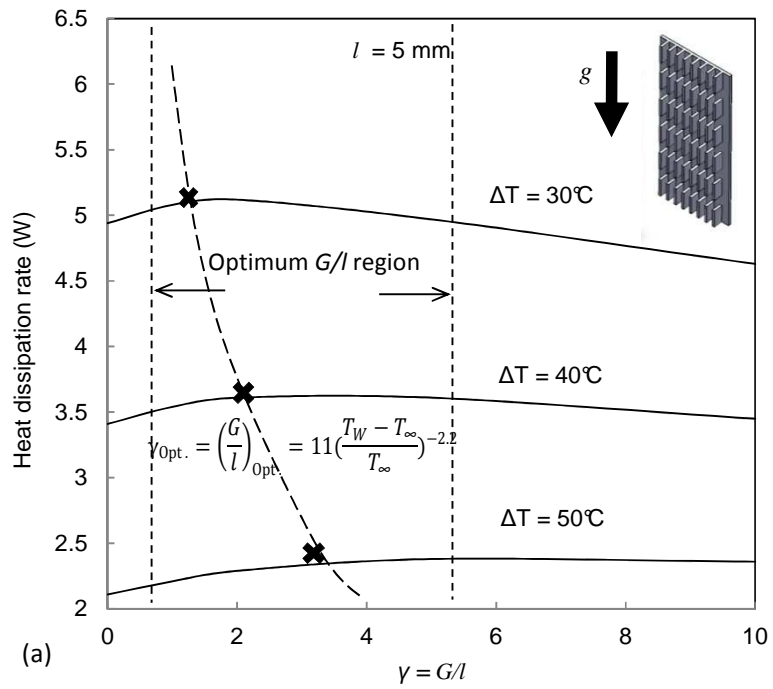 6.5
6
5.5
5
4.5
4
3.5
3
2.5
2
Heat dissipation rate (W)
l = 5 mm
g
ΔT = 30°C
Optimum G/l region
ΔT = 40°C
γOpt. = (G/l)Opt. = 11((TW − T∞)/T∞)^−2.2
ΔT = 50°C
0 2 4 6 8 10
(a)
γ = G/l